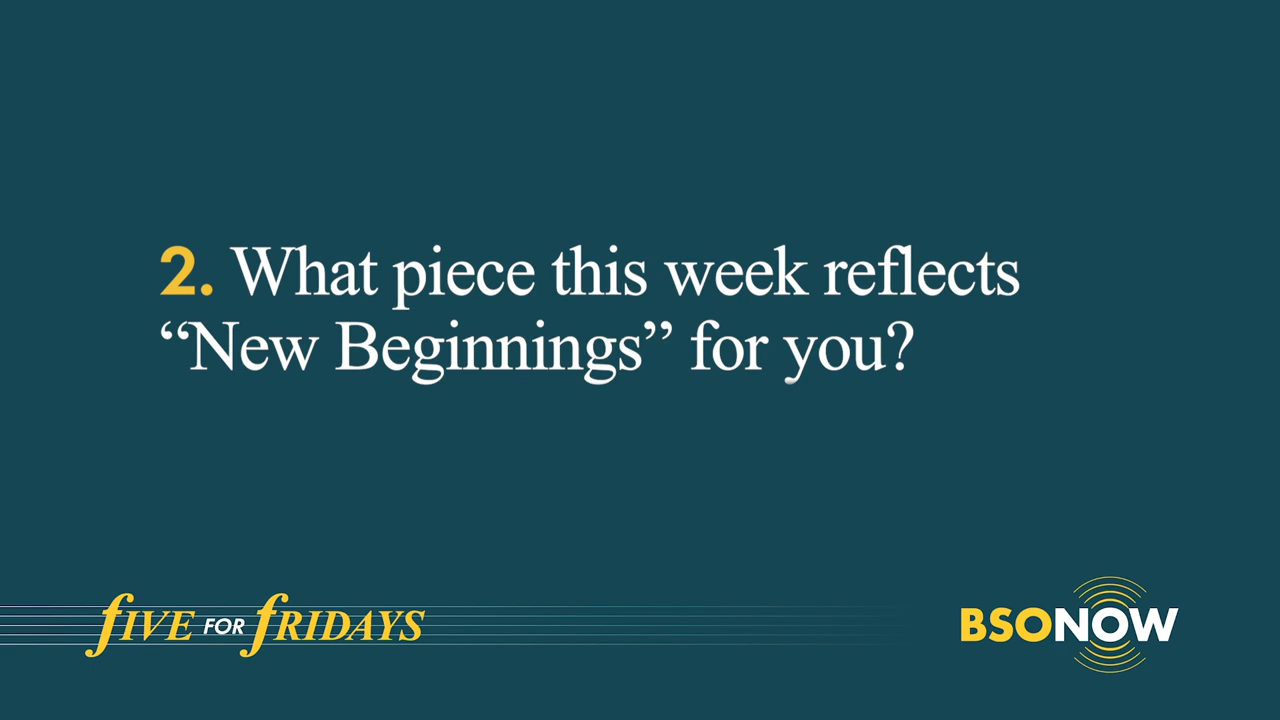 2. What piece this week reflects
“New Beginnings” for you?
fIVE FOR fRIDAYS
BSONOW